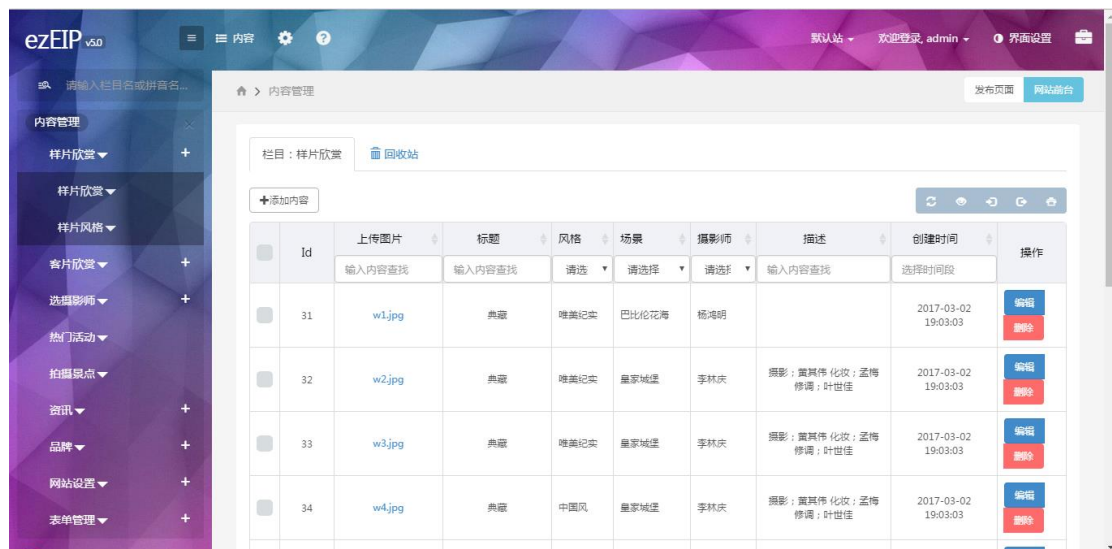 ezEIP v5.0
内容
默认站
欢迎登录, admin
界面设置
请输入栏目名或拼音名...
内容管理
发布页面
网站前台
内容管理
样片欣赏
样片欣赏
样片风格
客片欣赏
选摄影师
热门活动
拍摄景点
资讯
品牌
网站设置
表单管理
栏目：样片欣赏
回收站
添加内容
Id 上传图片 标题 风格 场景 摄影师 描述 创建时间 操作
输入内容查找 输入内容查找 请选 请选择 请选 输入内容查找 选择时间段
31 w1.jpg 典藏 唯美纪实 巴比伦花海 杨鸿明 2017-03-02 19:03:03 编辑 删除
32 w2.jpg 典藏 唯美纪实 皇家城堡 李林庆 摄影；黄其伟 化妆；孟梅 修调；叶世佳 2017-03-02 19:03:03 编辑 删除
33 w3.jpg 典藏 唯美纪实 皇家城堡 李林庆 摄影；黄其伟 化妆；孟梅 修调；叶世佳 2017-03-02 19:03:03 编辑 删除
34 w4.jpg 典藏 中国风 皇家城堡 李林庆 摄影；黄其伟 化妆；孟梅 修调；叶世佳 2017-03-02 19:03:03 编辑 删除